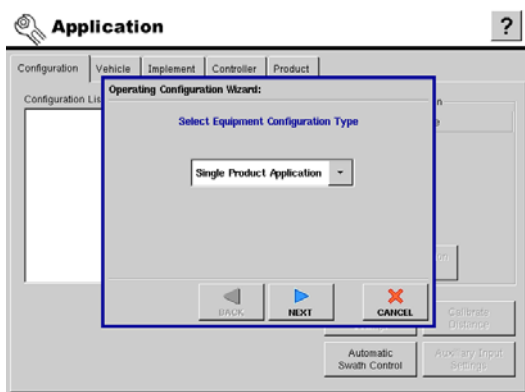 Application
?
Configuration Vehicle Implement Controller Product
Configuration Lis
Operating Configuration Wizard:
Select Equipment Configuration Type
Single Product Application
BACK
NEXT
CANCEL
Calibrate
Distance
Automatic
Swath Control
Auxiliary Input
Settings